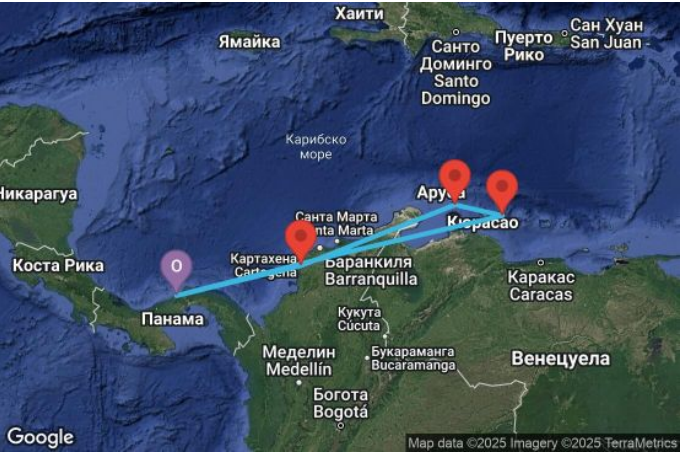 Хаити
Ямайка
Сан Хуан
San Juan
Пуерто
Рико
Санто
Доминго
Santo
Domingo
Карибско
море
Никарагуа
Аруба
Кюрасао
Санта Марта
Santa Marta
Картахена
Cartagena
Баранкиля
Barranquilla
Коста Рика
O
Панама
Каракас
Caracas
Кукута
Cúcuta
Букараманга
Bucaramanga
Меделин
Medellín
Венецуела
Богота
Bogotá
Google
Map data ©2025 Imagery ©2025 TerraMetrics